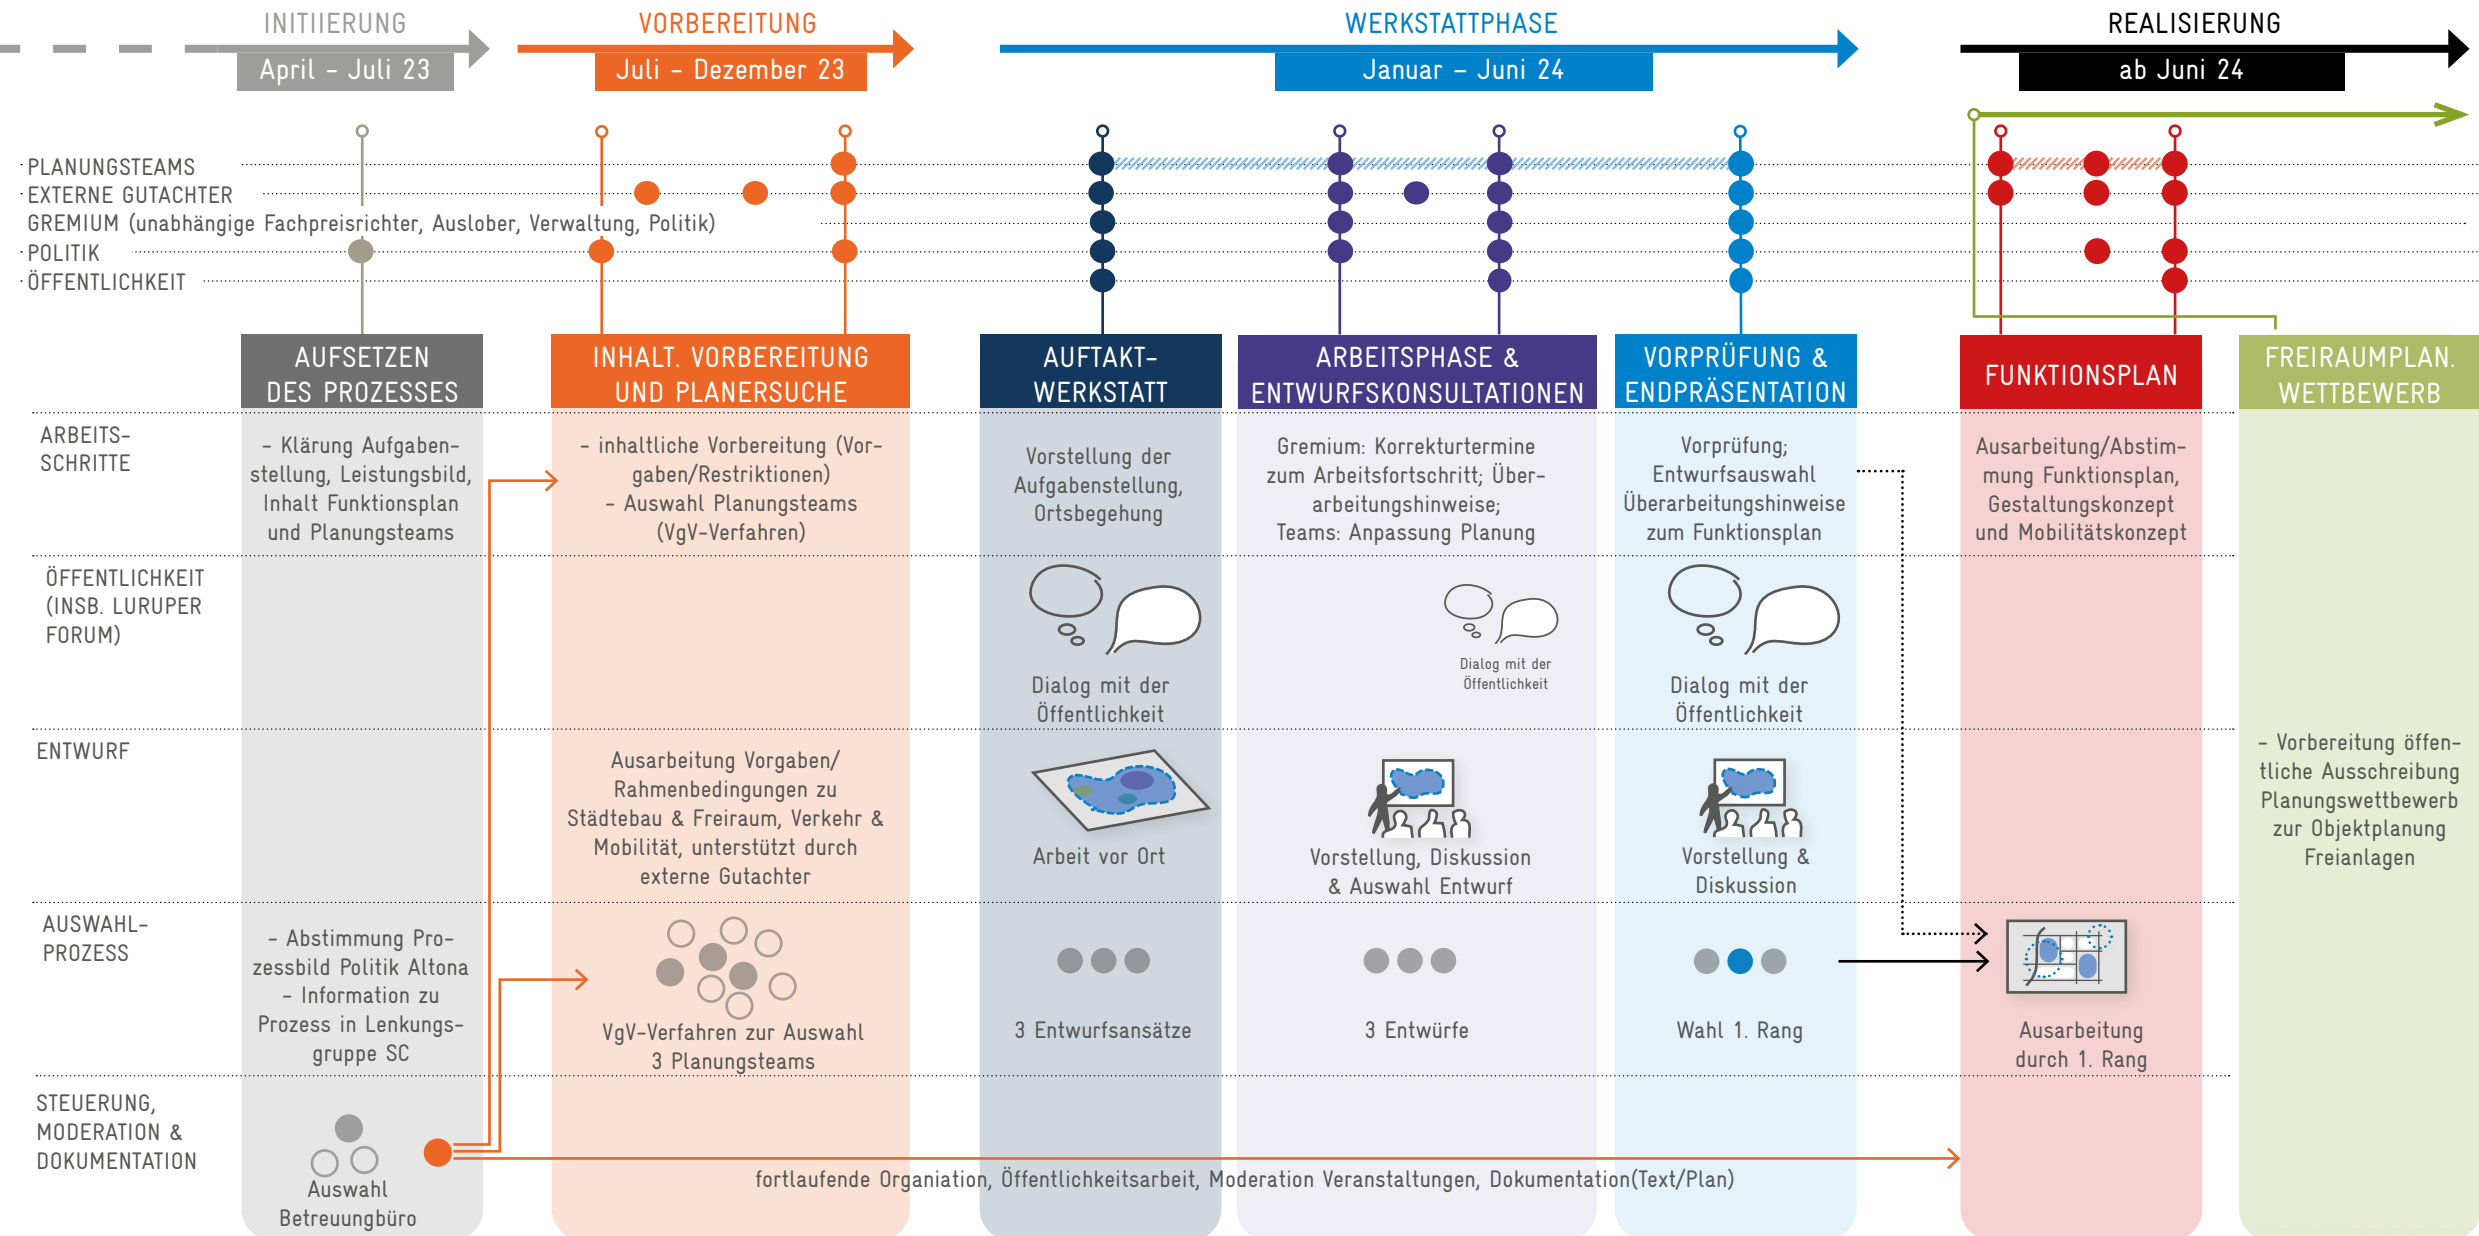 INITIIERUNG
April - Juli 23
VORBEREITUNG
Juli - Dezember 23
WERKSTATTPHASE
Januar – Juni 24
REALISIERUNG
ab Juni 24
PLANUNGSTEAMS
EXTERNE GUTACHTER
GREMIUM (unabhängige Fachpreisrichter, Auslober, Verwaltung, Politik)
POLITIK
ÖFFENTLICHKEIT
AUFSETZEN
DES PROZESSES
INHALT. VORBEREITUNG
UND PLANERSUCHE
AUFTAKT-
WERKSTATT
ARBEITSPHASE &
ENTWURFSKONSULTATIONEN
VORPRÜFUNG &
ENDPRÄSENTATION
FUNKTIONSPLAN
FREIRAUMPLAN.
WETTBEWERB
ARBEITS-
SCHRITTE
- Klärung Aufgaben-
stellung, Leistungsbild,
Inhalt Funktionsplan
und Planungsteams
- inhaltliche Vorbereitung (Vor-
gaben/Restriktionen)
- Auswahl Planungsteams
(VgV-Verfahren)
Vorstellung der
Aufgabenstellung,
Ortsbegehung
Gremium: Korrekturtermine
zum Arbeitsfortschritt; Über-
arbeitungshinweise;
Teams: Anpassung Planung
Vorprüfung;
Entwurfsauswahl
Überarbeitungshinweise
zum Funktionsplan
Ausarbeitung/Abstim-
mung Funktionsplan,
Gestaltungskonzept
und Mobilitätskonzept
ÖFFENTLICHKEIT
(INSB. LURUPER
FORUM)
Dialog mit der
Öffentlichkeit
Dialog mit der
Öffentlichkeit
Dialog mit der
Öffentlichkeit
ENTWURF
Ausarbeitung Vorgaben/
Rahmenbedingungen zu
Städtebau & Freiraum, Verkehr &
Mobilität, unterstützt durch
externe Gutachter
Arbeit vor Ort
Vorstellung, Diskussion
& Auswahl Entwurf
Vorstellung &
Diskussion
- Vorbereitung öffen-
tliche Ausschreibung
Planungswettbewerb
zur Objektplanung
Freianlagen
AUSWAHL-
PROZESS
- Abstimmung Pro-
zessbild Politik Altona
- Information zu
Prozess in Lenkungs-
gruppe SC
VgV-Verfahren zur Auswahl
3 Planungsteams
3 Entwurfsansätze
3 Entwürfe
Wahl 1. Rang
Ausarbeitung
durch 1. Rang
STEUERUNG,
MODERATION &
DOKUMENTATION
Auswahl
Betreuungbüro
fortlaufende Organiation, Öffentlichkeitsarbeit, Moderation Veranstaltungen, Dokumentation(Text/Plan)